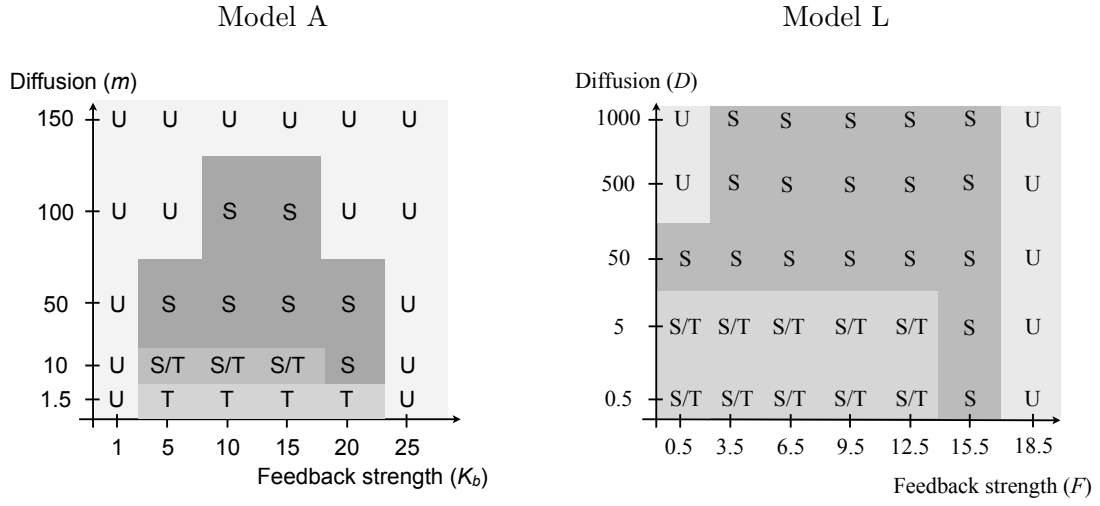 Model A
Diffusion (m)
150 U U U U U U
100 U U S S U U
50 U S S S S U
10 U S/T S/T S/T S U
1.5 U T T T T U
1 5 10 15 20 25
Feedback strength (K_b)
Model L
Diffusion (D)
1000 U S S S S S U
500 U S S S S S U
50 S S S S S S U
5 S/T S/T S/T S/T S/T S U
0.5 S/T S/T S/T S/T S/T S U
0.5 3.5 6.5 9.5 12.5 15.5 18.5
Feedback strength (F)